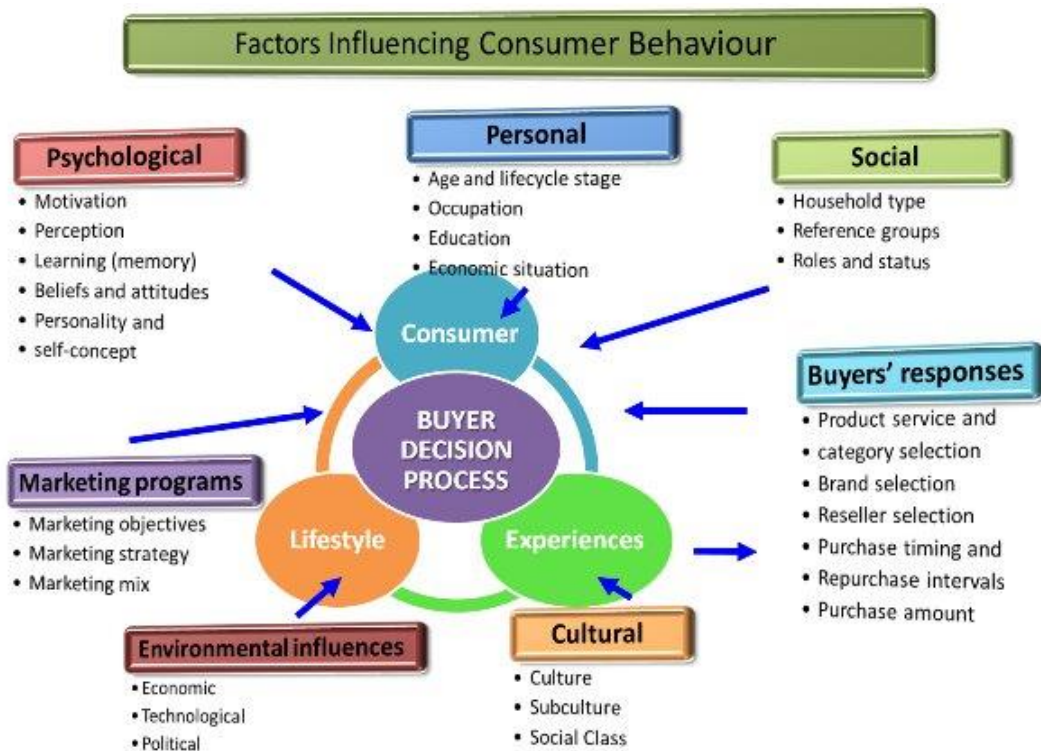 Factors Influencing Consumer Behaviour
Psychological
• Motivation
• Perception
• Learning (memory)
• Beliefs and attitudes
• Personality and
• self-concept
Personal
• Age and lifecycle stage
• Occupation
• Education
• Economic situation
Social
• Household type
• Reference groups
• Roles and status
Consumer
BUYER
DECISION
PROCESS
Lifestyle
Experiences
Buyers’ responses
• Product service and
• category selection
• Brand selection
• Reseller selection
• Purchase timing and
• Repurchase intervals
• Purchase amount
Marketing programs
• Marketing objectives
• Marketing strategy
• Marketing mix
Environmental influences
• Economic
• Technological
• Political
Cultural
• Culture
• Subculture
• Social Class